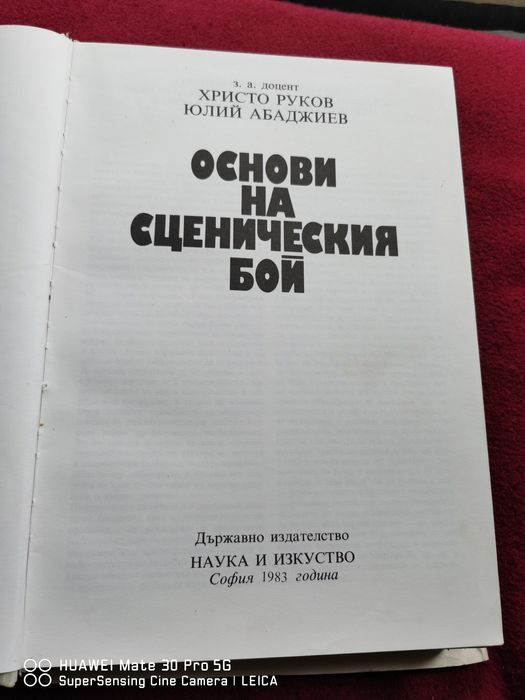 з. а. доцент
ХРИСТО РУКОВ
ЮЛИЙ АБАДЖИЕВ
ОСНОВИ
НА
СЦЕНИЧЕСКИЯ
БОЙ
Държавно издателство
НАУКА И ИЗКУСТВО
София 1983 година
HUAWEI Mate 30 Pro 5G
SuperSensing Cine Camera | LEICA